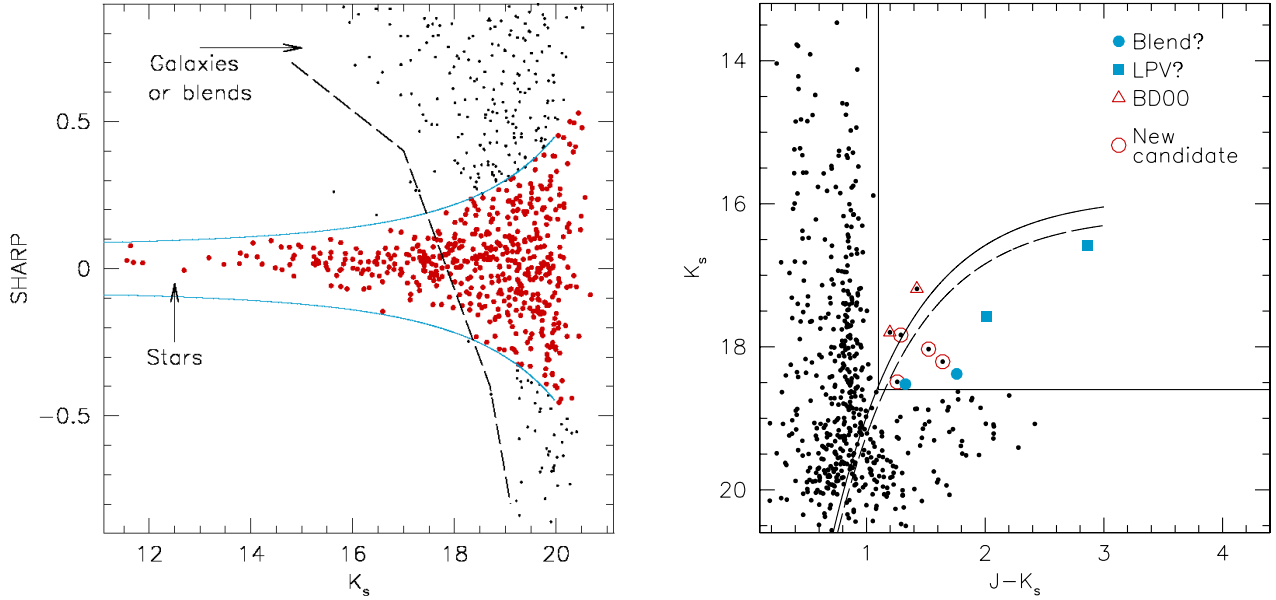 Galaxies
or blends
Stars
0.5
0
−0.5
SHARP
12
14
16
18
20
Ks
Blend?
LPV?
BD00
New
candidate
14
16
18
20
Ks
1
2
3
4
J−Ks